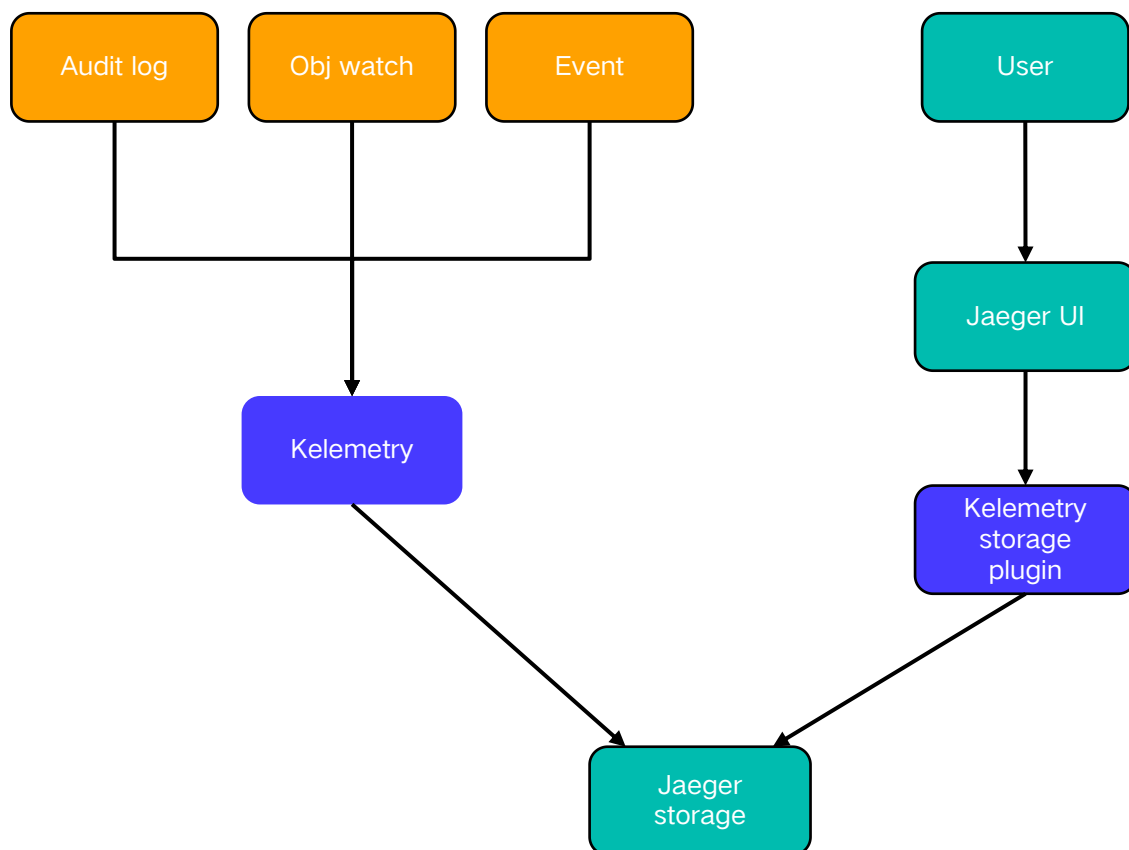 Audit log
Obj watch
Event
User
Jaeger UI
Kelemetry
Kelemetry
storage
plugin
Jaeger
storage